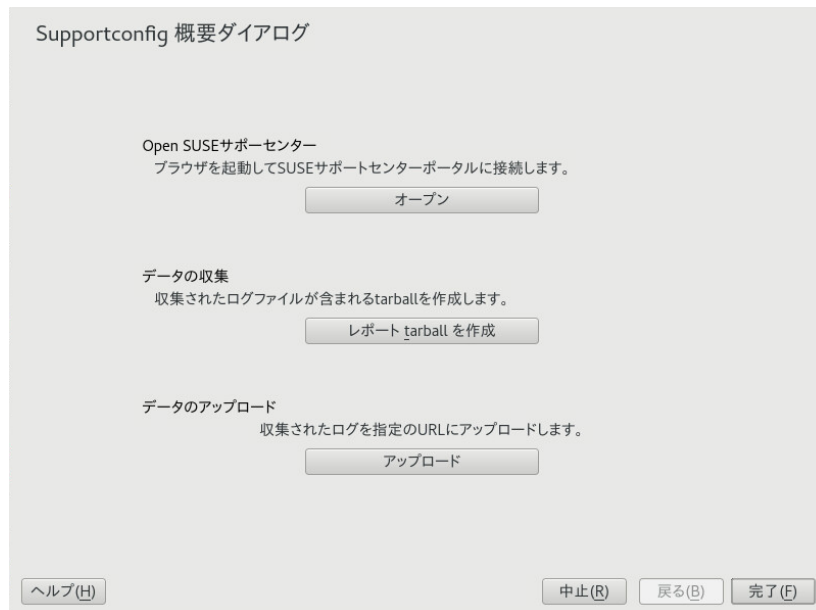 Supportconfig 概要ダイアログ
Open SUSEサポーセンター
ブラウザを起動してSUSEサポートセンターポータルに接続します。
オープン
データの収集
収集されたログファイルが含まれるtarballを作成します。
レポート tarball を作成
データのアップロード
収集されたログを指定のURLにアップロードします。
アップロード
ヘルプ(H) 中止(R) 戻る(B) 完了(F)